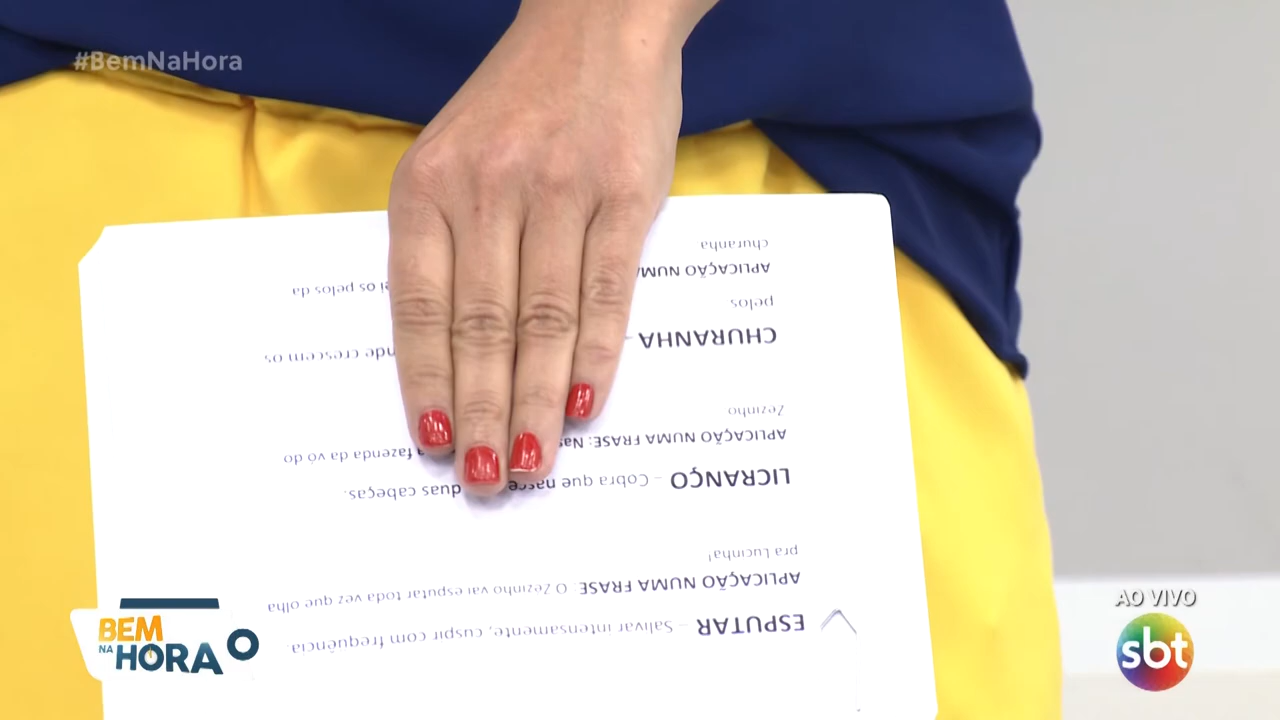 #BemNaHora
ESPUTAR – Salivar intensamente, cuspir com frequência.
APLICAÇÃO NUMA FRASE: O Zezinho vai esputar toda vez que olha
pra Lucinha!
LICRANÇO – Cobra que nasce duas cabeças.
APLICAÇÃO NUMA FRASE: fazenda da vó do
Zezinho
CHURANHA – crescem os
pelos
APLICAÇÃO NUMA os pelos da
churanha
BEM
NA HORA
AO VIVO
sbt